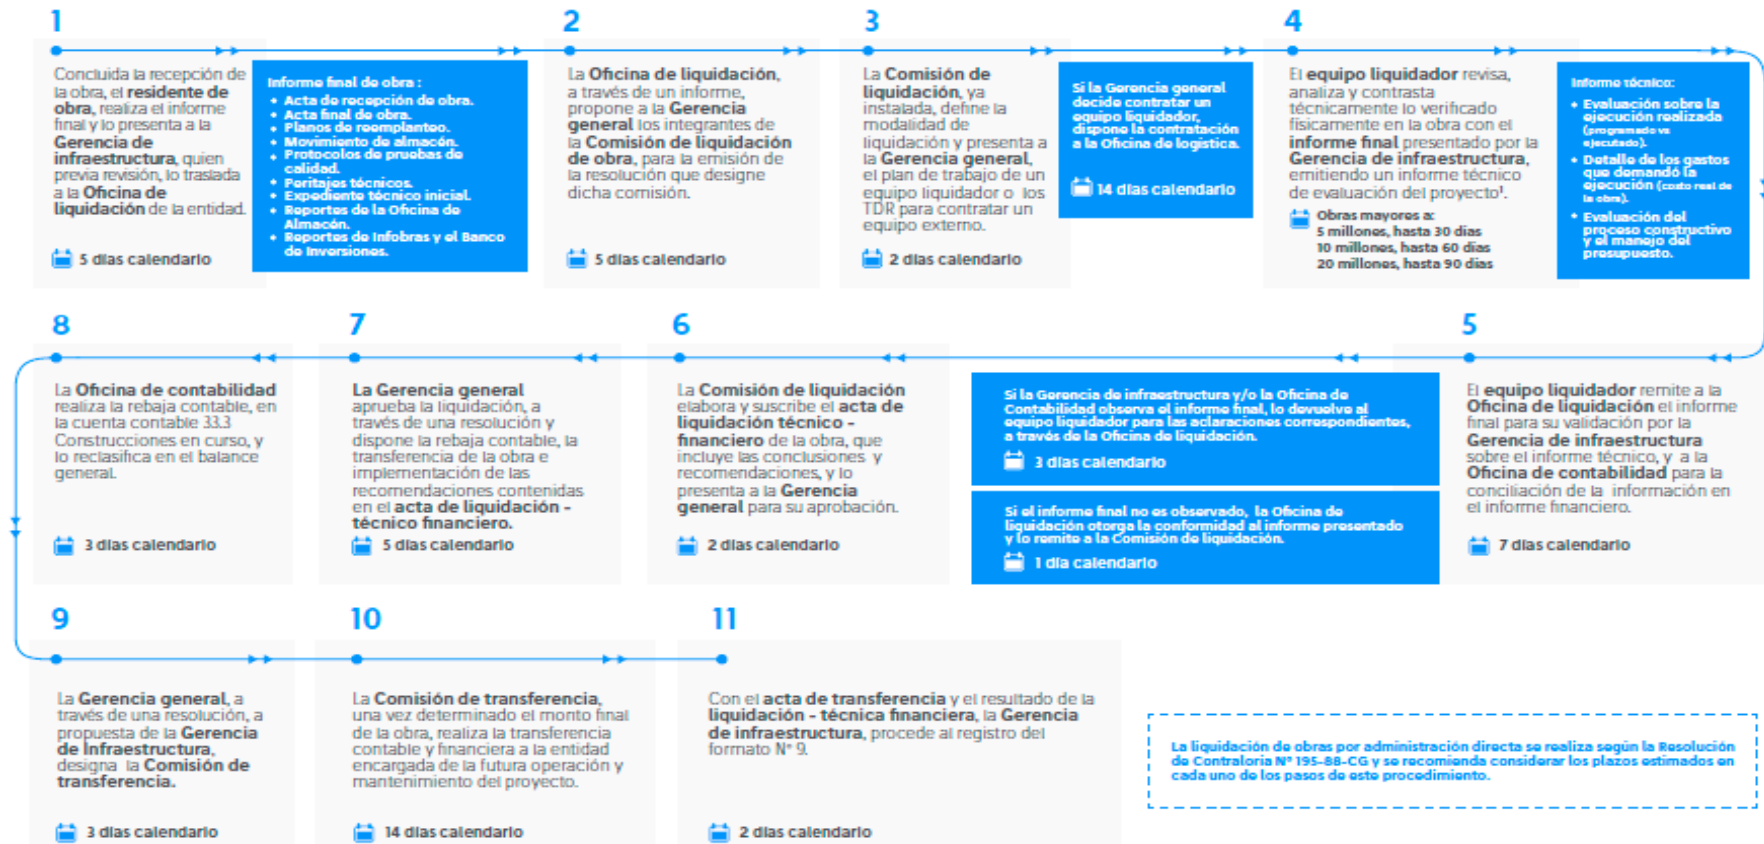 1
Concluida la recepción de
la obra, el residente de
obra, realiza el informe
final y lo presenta a la
Gerencia de
infraestructura, quien
previa revisión, lo traslada
a la Oficina de
liquidación de la entidad.
5 días calendario
Informe final de obra :
• Acta de recepción de obra.
• Acta final de obra.
• Planos de reemplanteo.
• Movimiento de almacén.
• Protocolos de pruebas de
calidad.
• Peritajes técnicos.
• Expediente técnico inicial.
• Reportes de la Oficina de
Almacén.
• Reportes de Infobras y el Banco
de Inversiones.
2
La Oficina de liquidación,
a través de un informe,
propone a la Gerencia
general los integrantes de
la Comisión de liquidación
de obra, para la emisión de
la resolución que designe
dicha comisión.
5 días calendario
3
La Comisión de
liquidación, ya
instalada, define la
modalidad de
liquidación y presenta a
la Gerencia general,
el plan de trabajo de un
equipo liquidador o los
TDR para contratar un
equipo externo.
2 días calendario
Si la Gerencia general
decide contratar un
equipo liquidador,
dispone la contratación
a la Oficina de logística.
14 días calendario
4
El equipo liquidador revisa,
analiza y contrasta
técnicamente lo verificado
físicamente en la obra con el
informe final presentado por la
Gerencia de infraestructura,
emitiendo un informe técnico
de evaluación del proyecto¹.
Obras mayores a:
5 millones, hasta 30 días
10 millones, hasta 60 días
20 millones, hasta 90 días
Informe técnico:
• Evaluación sobre la
ejecución realizada
(programado vs
ejecutado).
• Detalle de los gastos
que demandó la
ejecución (costo real de
la obra).
• Evaluación del
proceso constructivo
y el manejo del
presupuesto.
5
El equipo liquidador remite a la
Oficina de liquidación el informe
final para su validación por la
Gerencia de infraestructura
sobre el informe técnico, y a la
Oficina de contabilidad para la
conciliación de la información en
el informe financiero.
7 días calendario
Si la Gerencia de infraestructura y/o la Oficina de
Contabilidad observa el informe final, lo devuelve al
equipo liquidador para las aclaraciones correspondientes,
a través de la Oficina de liquidación.
3 días calendario
Si el informe final no es observado, la Oficina de
liquidación otorga la conformidad al informe presentado
y lo remite a la Comisión de liquidación.
1 día calendario
6
La Comisión de liquidación
elabora y suscribe el acta de
liquidación técnico -
financiero de la obra, que
incluye las conclusiones y
recomendaciones, y lo
presenta a la Gerencia
general para su aprobación.
2 días calendario
7
La Gerencia general
aprueba la liquidación, a
través de una resolución y
dispone la rebaja contable, la
transferencia de la obra e
implementación de las
recomendaciones contenidas
en el acta de liquidación -
técnico financiero.
5 días calendario
8
La Oficina de contabilidad
realiza la rebaja contable, en
la cuenta contable 33.3
Construcciones en curso, y
lo reclasifica en el balance
general.
3 días calendario
9
La Gerencia general, a
través de una resolución, a
propuesta de la Gerencia
de Infraestructura,
designa la Comisión de
transferencia.
3 días calendario
10
La Comisión de transferencia,
una vez determinado el monto final
de la obra, realiza la transferencia
contable y financiera a la entidad
encargada de la futura operación y
mantenimiento del proyecto.
14 días calendario
11
Con el acta de transferencia y el resultado de la
liquidación - técnica financiera, la Gerencia
de infraestructura, procede al registro del
formato N° 9.
2 días calendario
La liquidación de obras por administración directa se realiza según la Resolución
de Contraloría N° 195-88-CG y se recomienda considerar los plazos estimados en
cada uno de los pasos de este procedimiento.